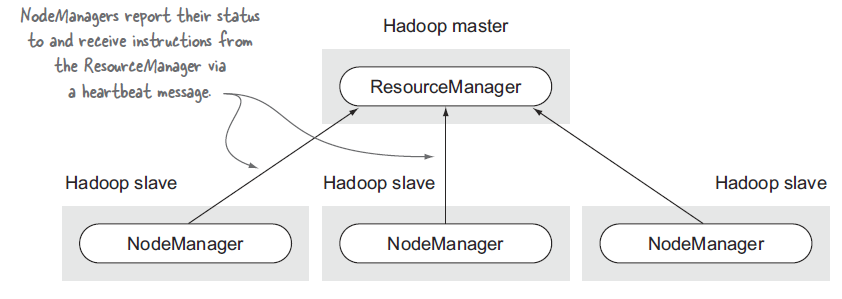 NodeManagers report their status
to and receive instructions from
the ResourceManager via
a heartbeat message.
Hadoop master
ResourceManager
Hadoop slave
Hadoop slave
Hadoop slave
NodeManager
NodeManager
NodeManager